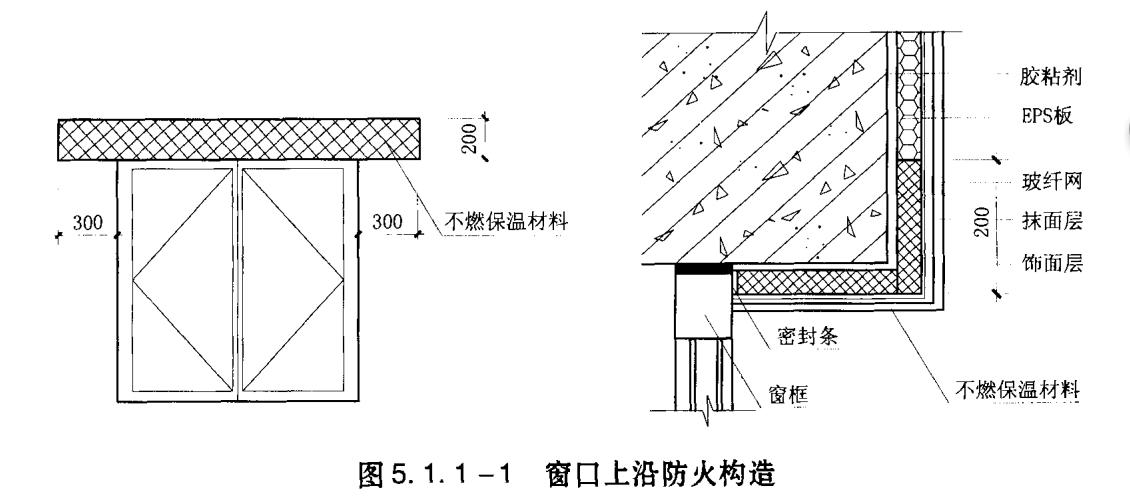 200
300
300
不燃保温材料
胶粘剂
EPS板
玻纤网
200
抹面层
饰面层
密封条
窗框
不燃保温材料
图5.1.1-1 窗口上沿防火构造